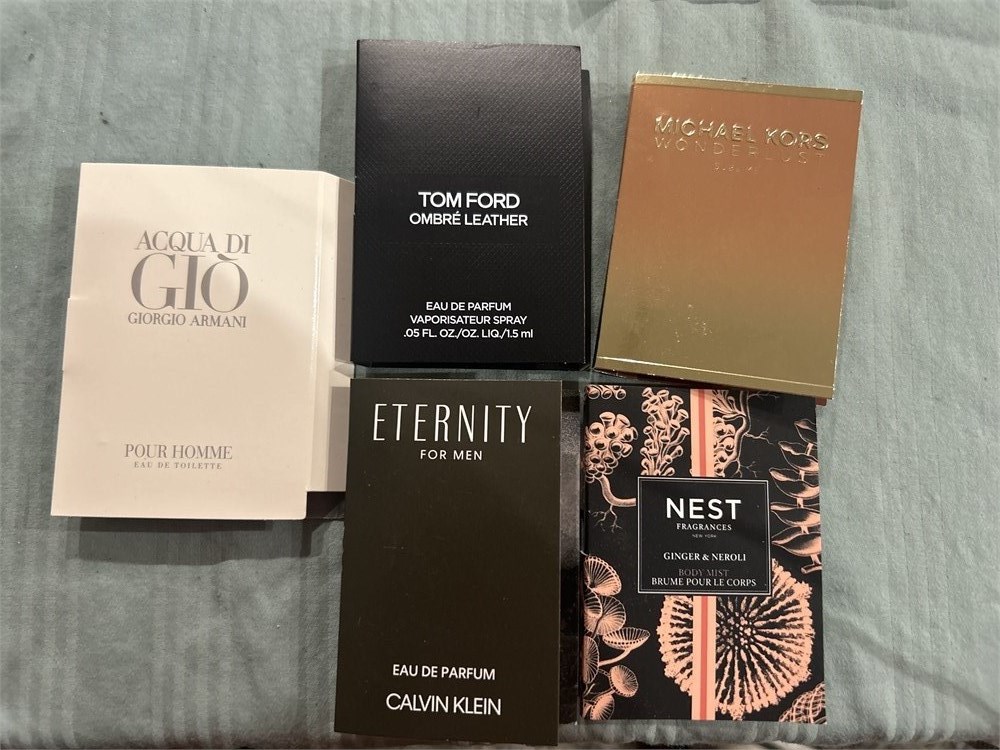 ACQUA DI
GIÒ
GIORGIO ARMANI
POUR HOMME
EAU DE TOILETTE
TOM FORD
OMBRÉ LEATHER
EAU DE PARFUM
VAPORISATEUR SPRAY
.05 FL. OZ./OZ. LIQ./1.5 ml
MICHAEL KORS
WONDERLUST
ETERNITY
FOR MEN
EAU DE PARFUM
CALVIN KLEIN
NEST
FRAGRANCES
NEW YORK
GINGER & NEROLI
BODY MIST
BRUME POUR LE CORPS